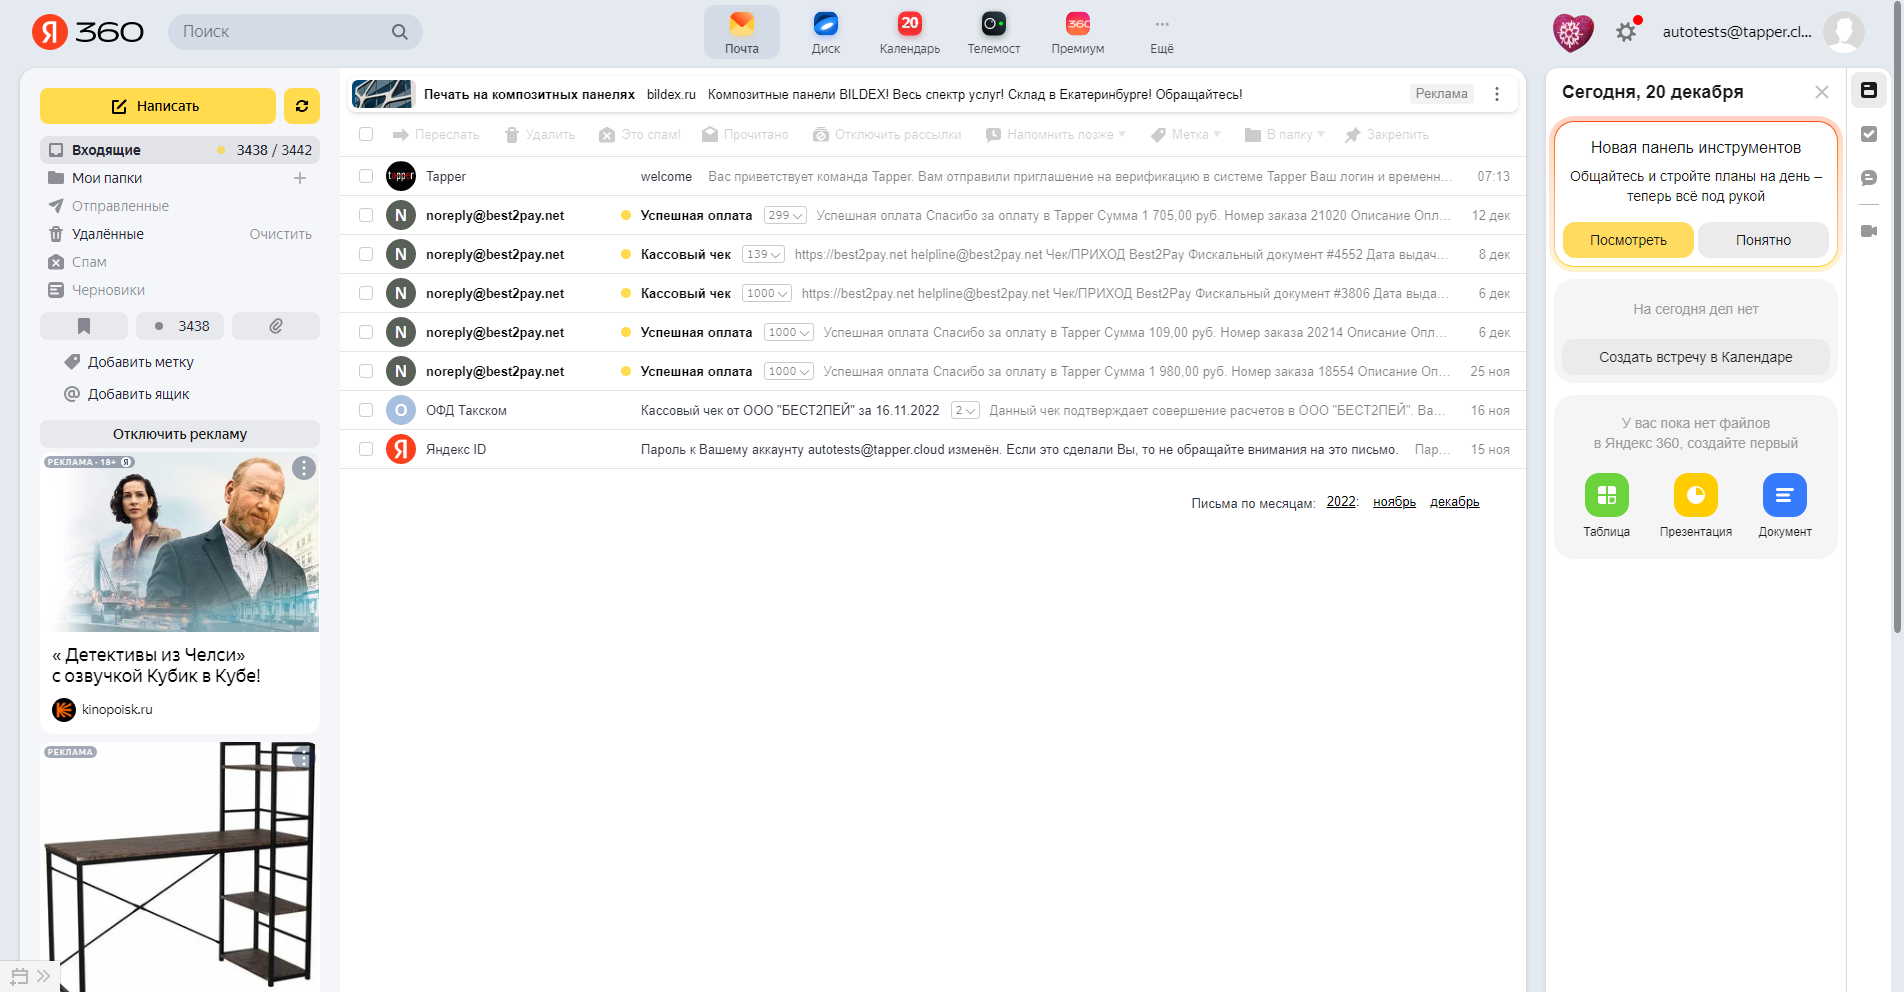 Я 360
Поиск
Почта
Диск
20
Календарь
Телемост
360
Премиум
Ещё
autotests@tapper.cl...
Написать
Входящие 3438 / 3442
Мои папки
Отправленные
Удалённые Очистить
Спам
Черновики
3438
Добавить метку
Добавить ящик
Отключить рекламу
РЕКЛАМА • 18+ Я
« Детективы из Челси»
с озвучкой Кубик в Кубе!
kinopoisk.ru
РЕКЛАМА
Печать на композитных панелях bildex.ru Композитные панели BILDEX! Весь спектр услуг! Склад в Екатеринбурге! Обращайтесь! Реклама
Переслать Удалить Это спам! Прочитано Отключить рассылки Напомнить позже Метка В папку Закрепить
tapper Tapper welcome Вас приветствует команда Tapper. Вам отправили приглашение на верификацию в системе Tapper Ваш логин и временн... 07:13
N noreply@best2pay.net Успешная оплата 299 Успешная оплата Спасибо за оплату в Tapper Сумма 1 705,00 руб. Номер заказа 21020 Описание Опл... 12 дек
N noreply@best2pay.net Кассовый чек 139 https://best2pay.net helpline@best2pay.net Чек/ПРИХОД Best2Pay Фискальный документ #4552 Дата выдач... 8 дек
N noreply@best2pay.net Кассовый чек 1000 https://best2pay.net helpline@best2pay.net Чек/ПРИХОД Best2Pay Фискальный документ #3806 Дата выда... 6 дек
N noreply@best2pay.net Успешная оплата 1000 Успешная оплата Спасибо за оплату в Tapper Сумма 109,00 руб. Номер заказа 20214 Описание Опл... 6 дек
N noreply@best2pay.net Успешная оплата 1000 Успешная оплата Спасибо за оплату в Tapper Сумма 1 980,00 руб. Номер заказа 18554 Описание Оп... 25 ноя
О ОФД Такском Кассовый чек от ООО "БЕСТ2ПЕЙ" за 16.11.2022 2 Данный чек подтверждает совершение расчетов в ООО "БЕСТ2ПЕЙ". Ва... 16 ноя
Я Яндекс ID Пароль к Вашему аккаунту autotests@tapper.cloud изменён. Если это сделали Вы, то не обращайте внимания на это письмо. Пар... 15 ноя
Письма по месяцам: 2022: ноябрь декабрь
Сегодня, 20 декабря
Новая панель инструментов
Общайтесь и стройте планы на день –
теперь всё под рукой
Посмотреть Понятно
На сегодня дел нет
Создать встречу в Календаре
У вас пока нет файлов
в Яндекс 360, создайте первый
Таблица Презентация Документ